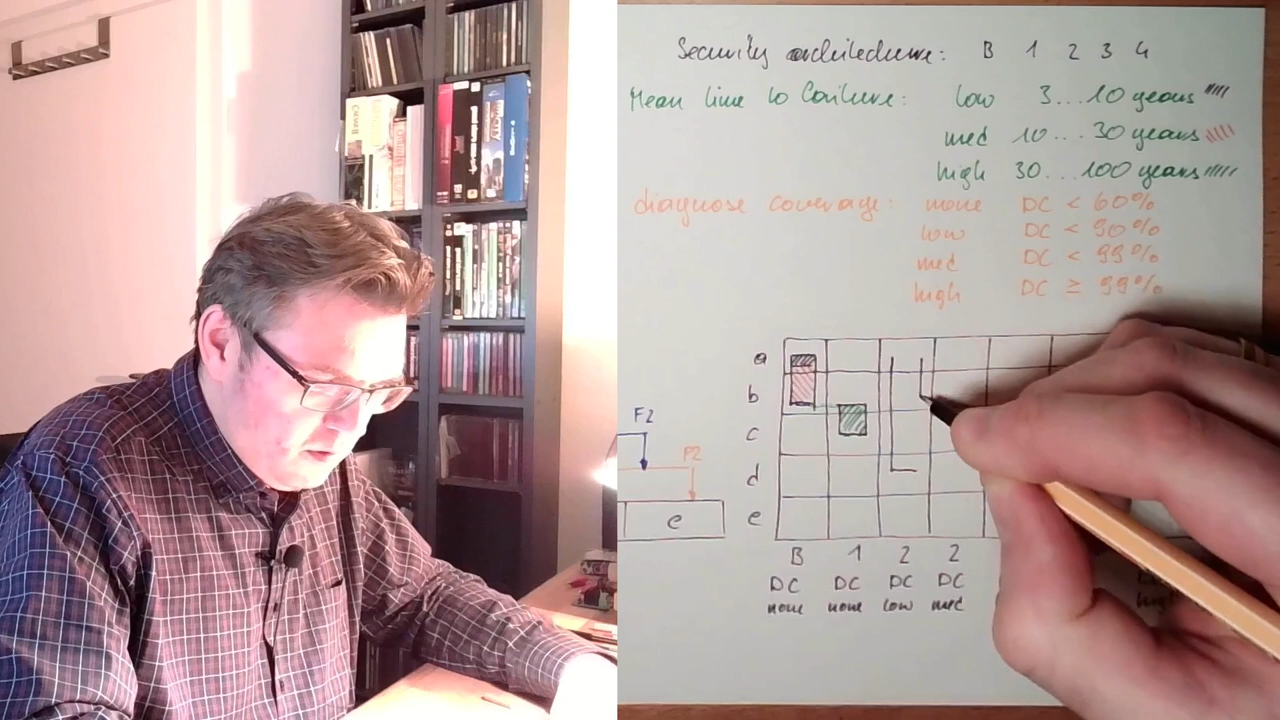 Security architecture: B 1 2 3 4
Mean time to failure: low 3...10 years
med 10... 30 years
high 30...100 years
diagnose coverage: none DC < 60%
low DC < 90%
med DC < 99%
high DC ≥ 99%
a
b
F2
c
P2
d
e
e
B 1 2 2
DC DC DC DC
none none low med